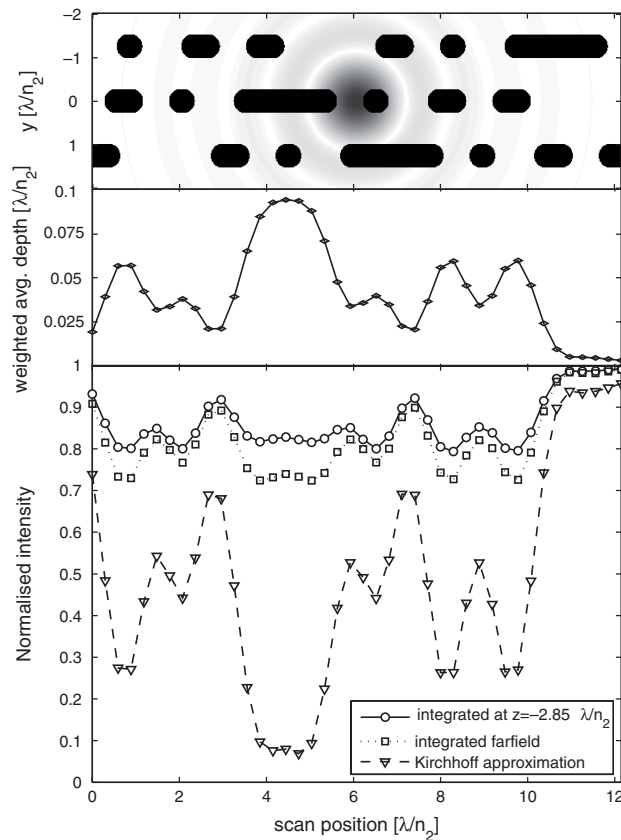 −2
−1
0
1
y [λ/n2]
0.1
0.075
0.05
0.025
weighted avg. depth [λ/n2]
1
0.9
0.8
0.7
0.6
0.5
0.4
0.3
0.2
0.1
0
Normalised intensity
integrated at z=−2.85 λ/n2
integrated farfield
Kirchhoff approximation
0 2 4 6 8 10 12
scan position [λ/n2]